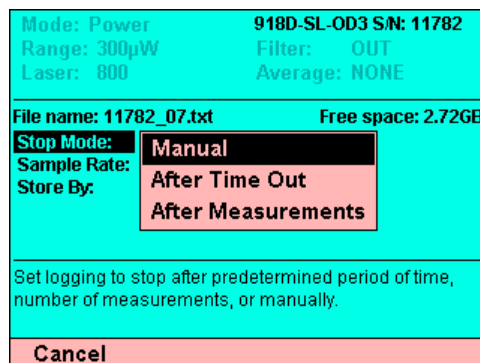 Mode: Power 918D-SL-OD3 S/N: 11782
Range: 300µW Filter: OUT
Laser: 800 Average: NONE
File name: 11782_07.txt Free space: 2.72GB
Stop Mode: Manual
Sample Rate: After Time Out
Store By: After Measurements
Set logging to stop after predetermined period of time,
number of measurements, or manually.
Cancel